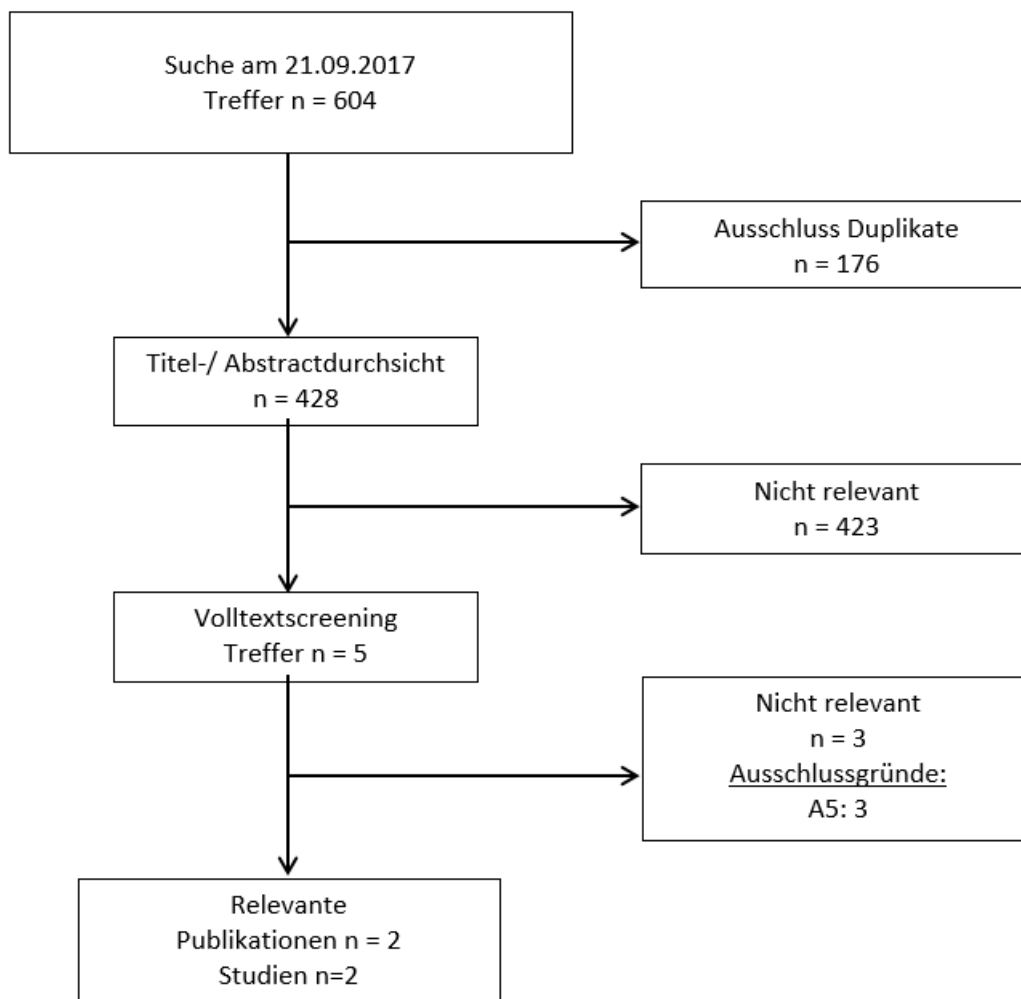 Suche am 21.09.2017
Treffer n = 604
Ausschluss Duplikate
n = 176
Titel-/ Abstractdurchsicht
n = 428
Nicht relevant
n = 423
Volltextscreening
Treffer n = 5
Nicht relevant
n = 3
Ausschlussgründe:
A5: 3
Relevante
Publikationen n = 2
Studien n=2